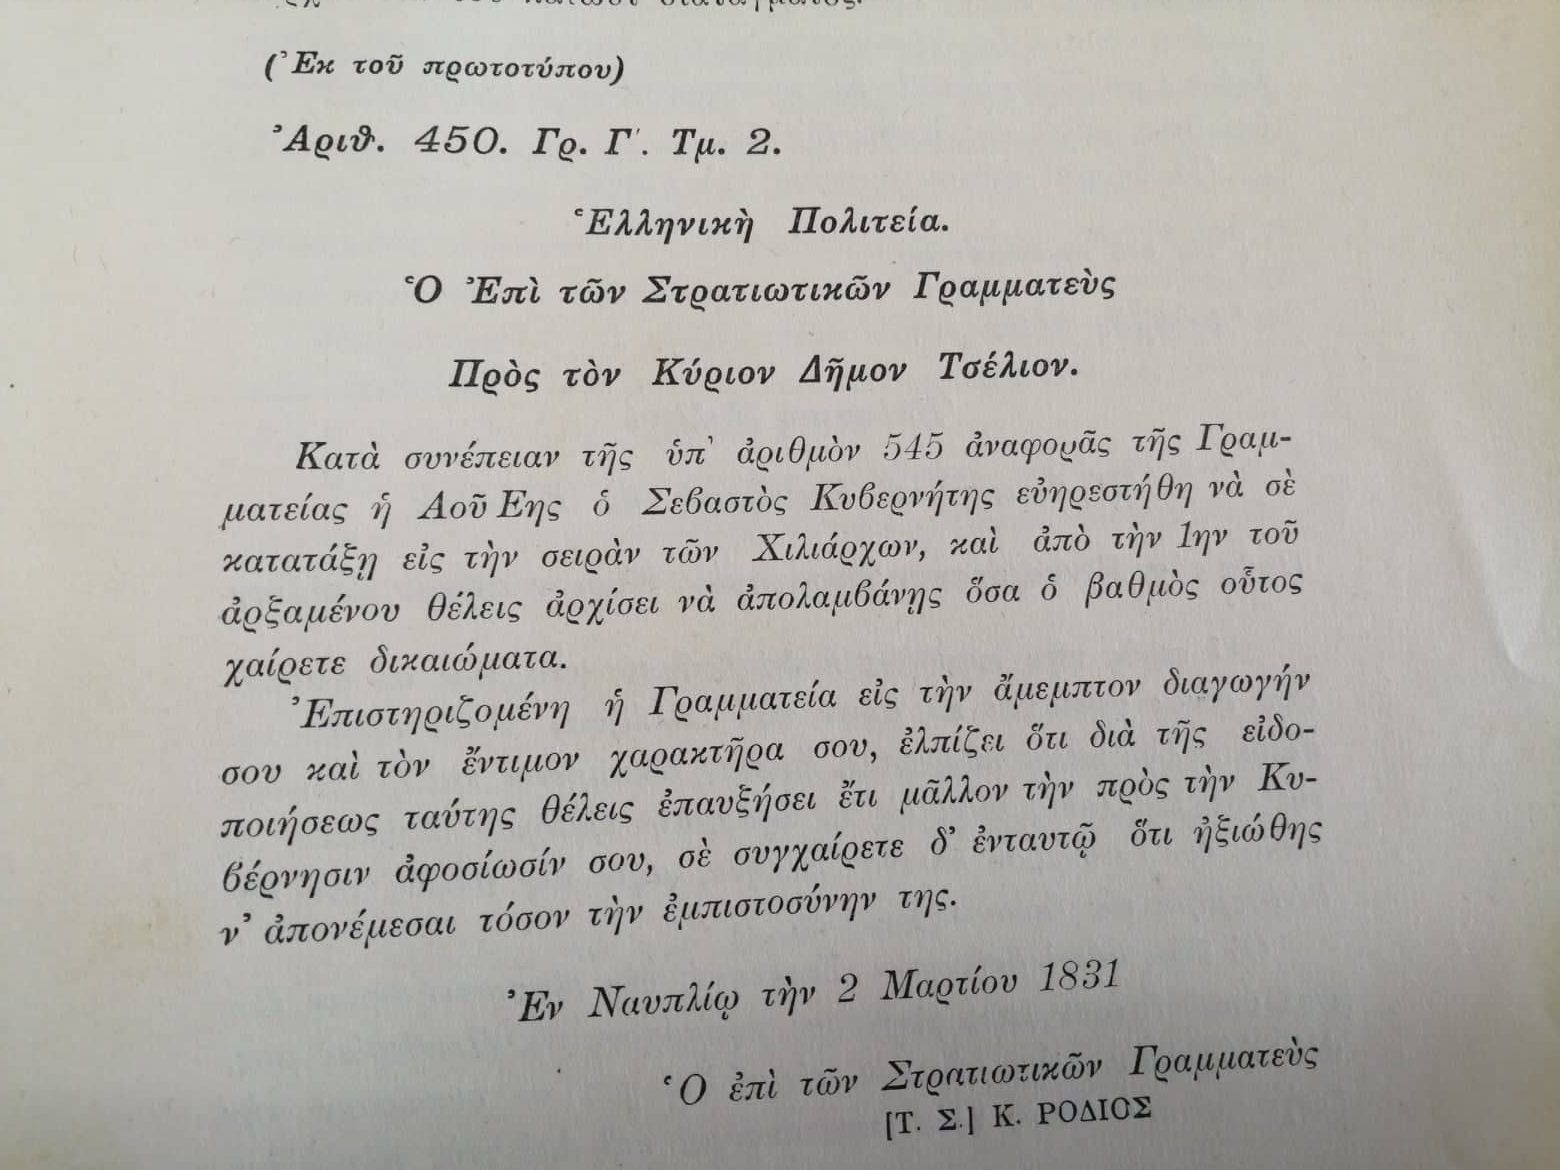 (Ἐκ τοῦ πρωτοτύπου)
Ἀριθ. 450. Γρ. Γ΄. Τμ. 2.
Ἑλληνικὴ Πολιτεία.
Ὁ Ἐπὶ τῶν Στρατιωτικῶν Γραμματεὺς
Πρὸς τὸν Κύριον Δῆμον Τσέλιον.
Κατὰ συνέπειαν τῆς ὑπ' ἀριθμὸν 545 ἀναφορᾶς τῆς Γραμ-
ματείας ἡ Αοῦ Εης ὁ Σεβαστὸς Κυβερνήτης εὐηρεστήθη νὰ σὲ
κατατάξῃ εἰς τὴν σειρὰν τῶν Χιλιάρχων, καὶ ἀπὸ τὴν 1ην τοῦ
ἀρξαμένου θέλεις ἀρχίσει νὰ ἀπολαμβάνῃς ὅσα ὁ βαθμὸς οὗτος
χαίρετε δικαιώματα.
Ἐπιστηριζομένη ἡ Γραμματεία εἰς τὴν ἄμεμπτον διαγωγήν
σου καὶ τὸν ἔντιμον χαρακτῆρα σου, ἐλπίζει ὅτι διὰ τῆς εἰδο-
ποιήσεως ταύτης θέλεις ἐπαυξήσει ἔτι μᾶλλον τὴν πρὸς τὴν Κυ-
βέρνησιν ἀφοσίωσίν σου, σὲ συγχαίρετε δ' ἐνταυτῷ ὅτι ἠξιώθης
ν' ἀπονέμεσαι τόσον τὴν ἐμπιστοσύνην της.
Ἐν Ναυπλίῳ τὴν 2 Μαρτίου 1831
Ὁ ἐπὶ τῶν Στρατιωτικῶν Γραμματεὺς
[Τ. Σ.] Κ. ΡΟΔΙΟΣ